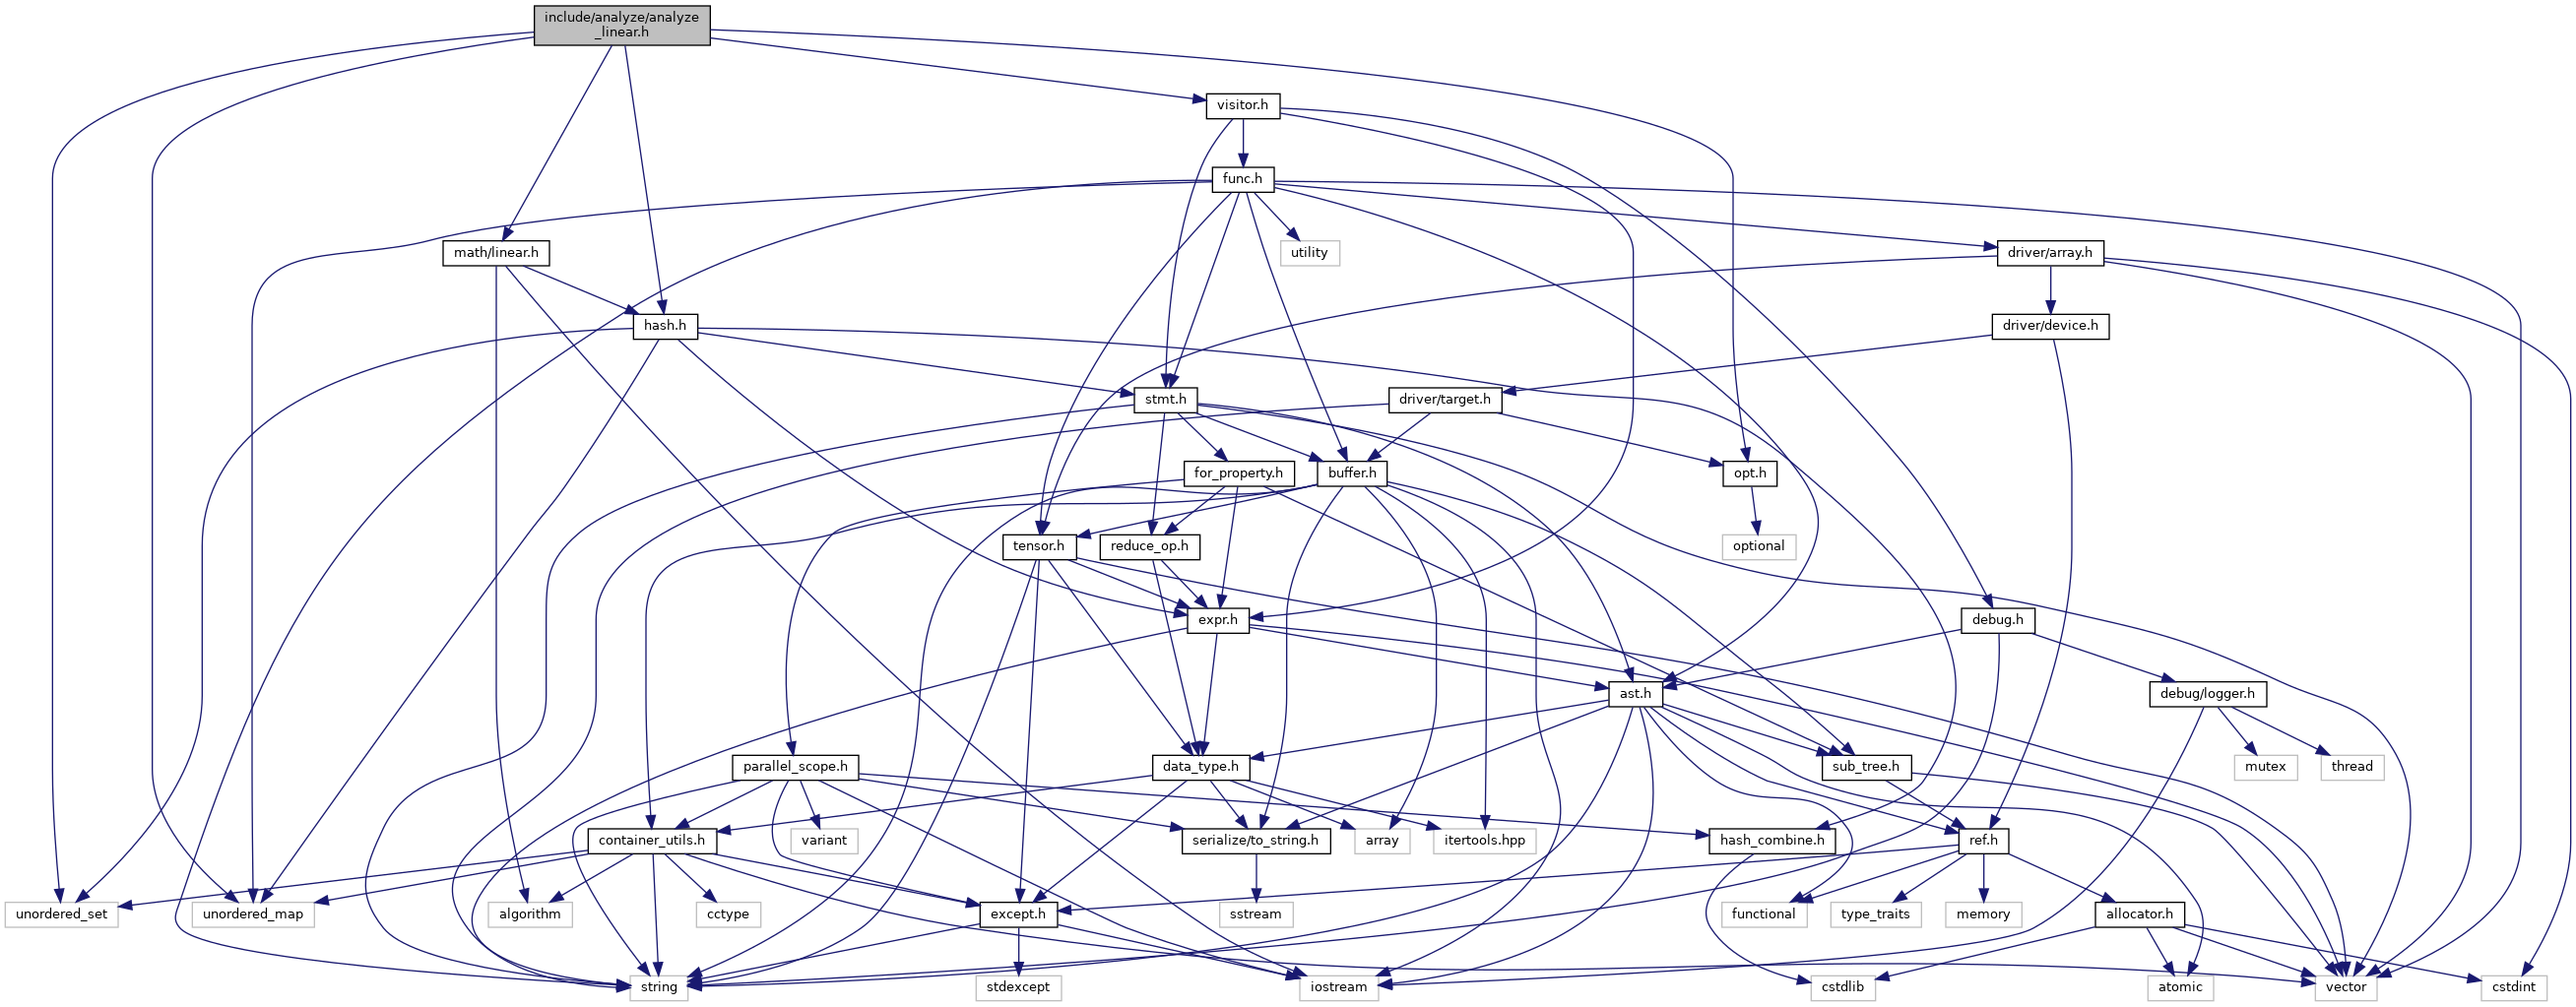 include/analyze/analyze
_linear.h
visitor.h
func.h
math/linear.h
utility
driver/array.h
hash.h
driver/device.h
stmt.h
driver/target.h
for_property.h
buffer.h
opt.h
tensor.h
reduce_op.h
optional
expr.h
debug.h
ast.h
debug/logger.h
parallel_scope.h
data_type.h
sub_tree.h
mutex
thread
container_utils.h
variant
serialize/to_string.h
array
itertools.hpp
hash_combine.h
ref.h
unordered_set
unordered_map
algorithm
cctype
except.h
sstream
functional
type_traits
memory
allocator.h
string
stdexcept
iostream
cstdlib
atomic
vector
cstdint